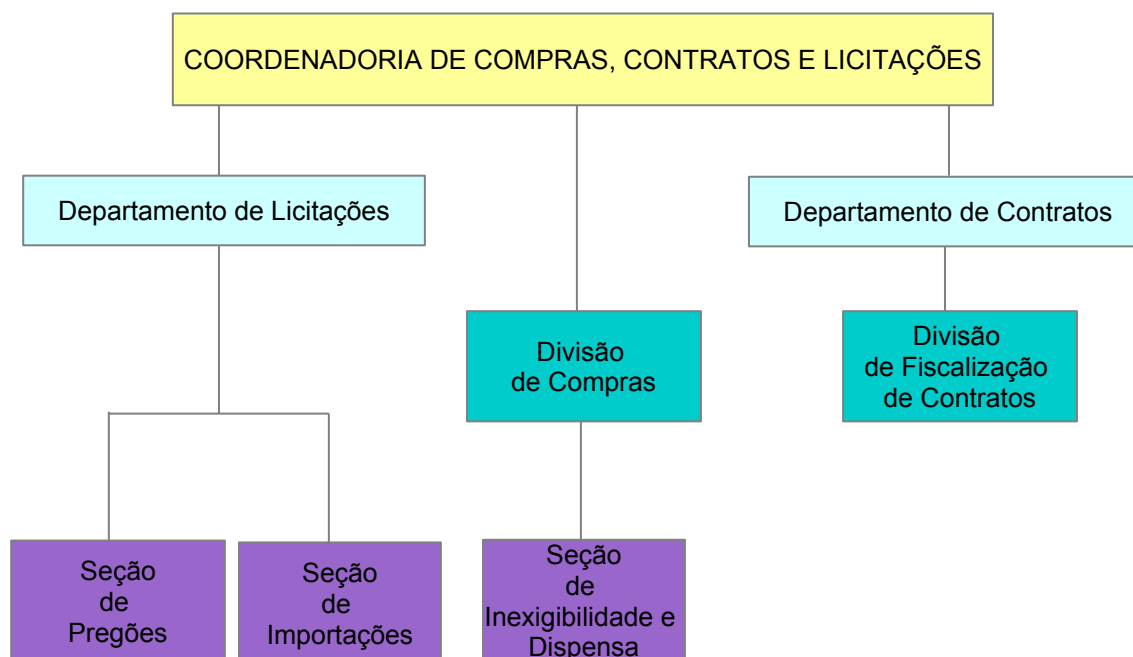 COORDENADORIA DE COMPRAS, CONTRATOS E LICITAÇÕES
Departamento de Licitações
Departamento de Contratos
Divisão
de Compras
Divisão
de Fiscalização
de Contratos
Seção
de
Pregões
Seção
de
Importações
Seção
de
Inexigibilidade e
Dispensa